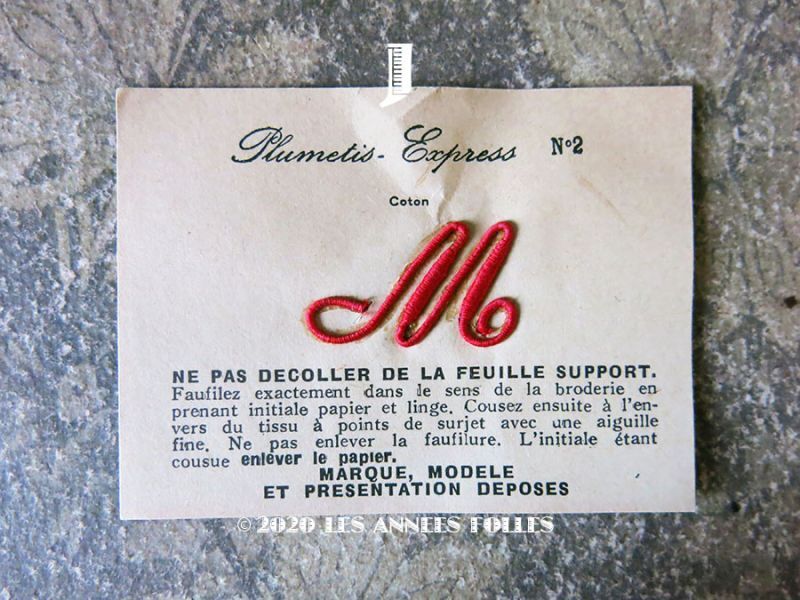 Plumetis-Express N°2
Coton
M
NE PAS DECOLLER DE LA FEUILLE SUPPORT.
Faufilez exactement dans le sens de la broderie en
prenant initiale papier et linge. Cousez ensuite à l'en-
vers du tissu à points de surjet avec une aiguille
fine. Ne pas enlever la faufilure. L'initiale étant
cousue enlever le papier.
MARQUE, MODELE
ET PRESENTATION DEPOSES
© 2020 LES ANNEES FOLLES